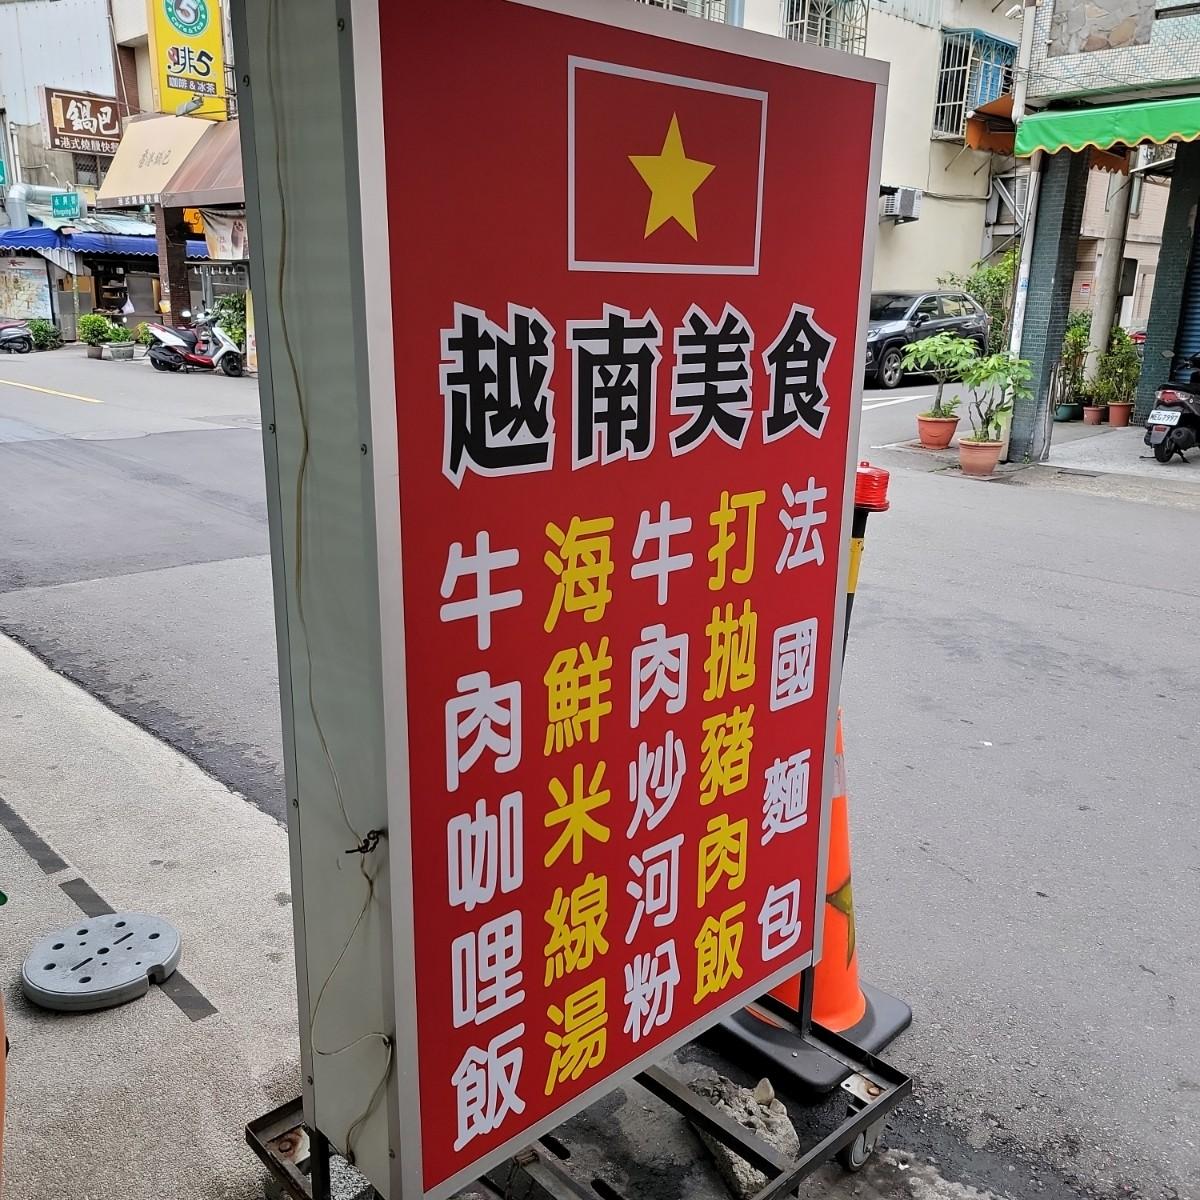 越南美食
法國麵包
打拋豬肉飯
牛肉炒河粉
海鮮米線湯
牛肉咖哩飯
啡5
咖啡&冰茶
鍋巴
港式燒臘快餐